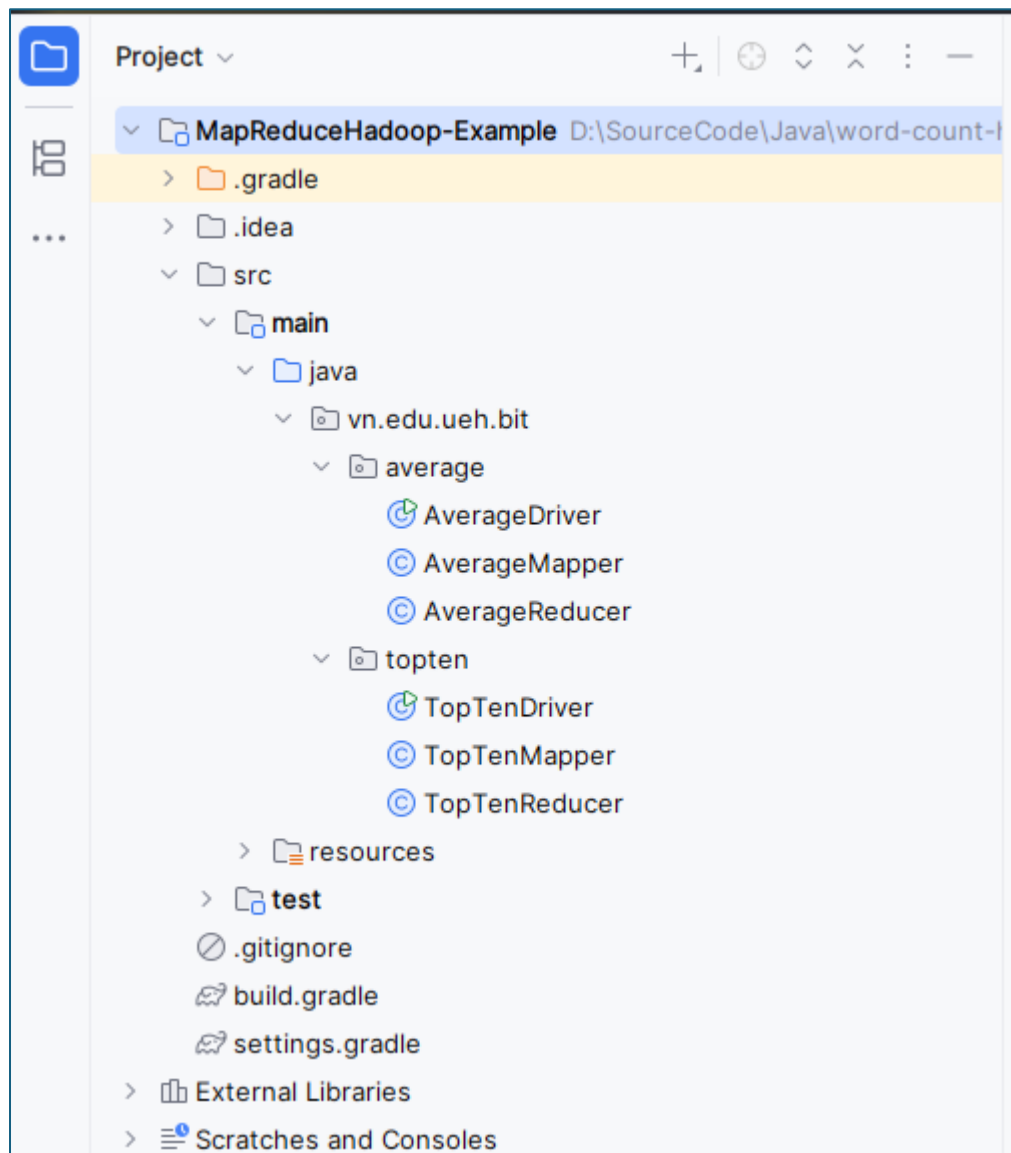 Project
MapReduceHadoop-Example D:\SourceCode\Java\word-count-
.gradle
.idea
src
main
java
vn.edu.ueh.bit
average
AverageDriver
AverageMapper
AverageReducer
topten
TopTenDriver
TopTenMapper
TopTenReducer
resources
test
.gitignore
build.gradle
settings.gradle
External Libraries
Scratches and Consoles